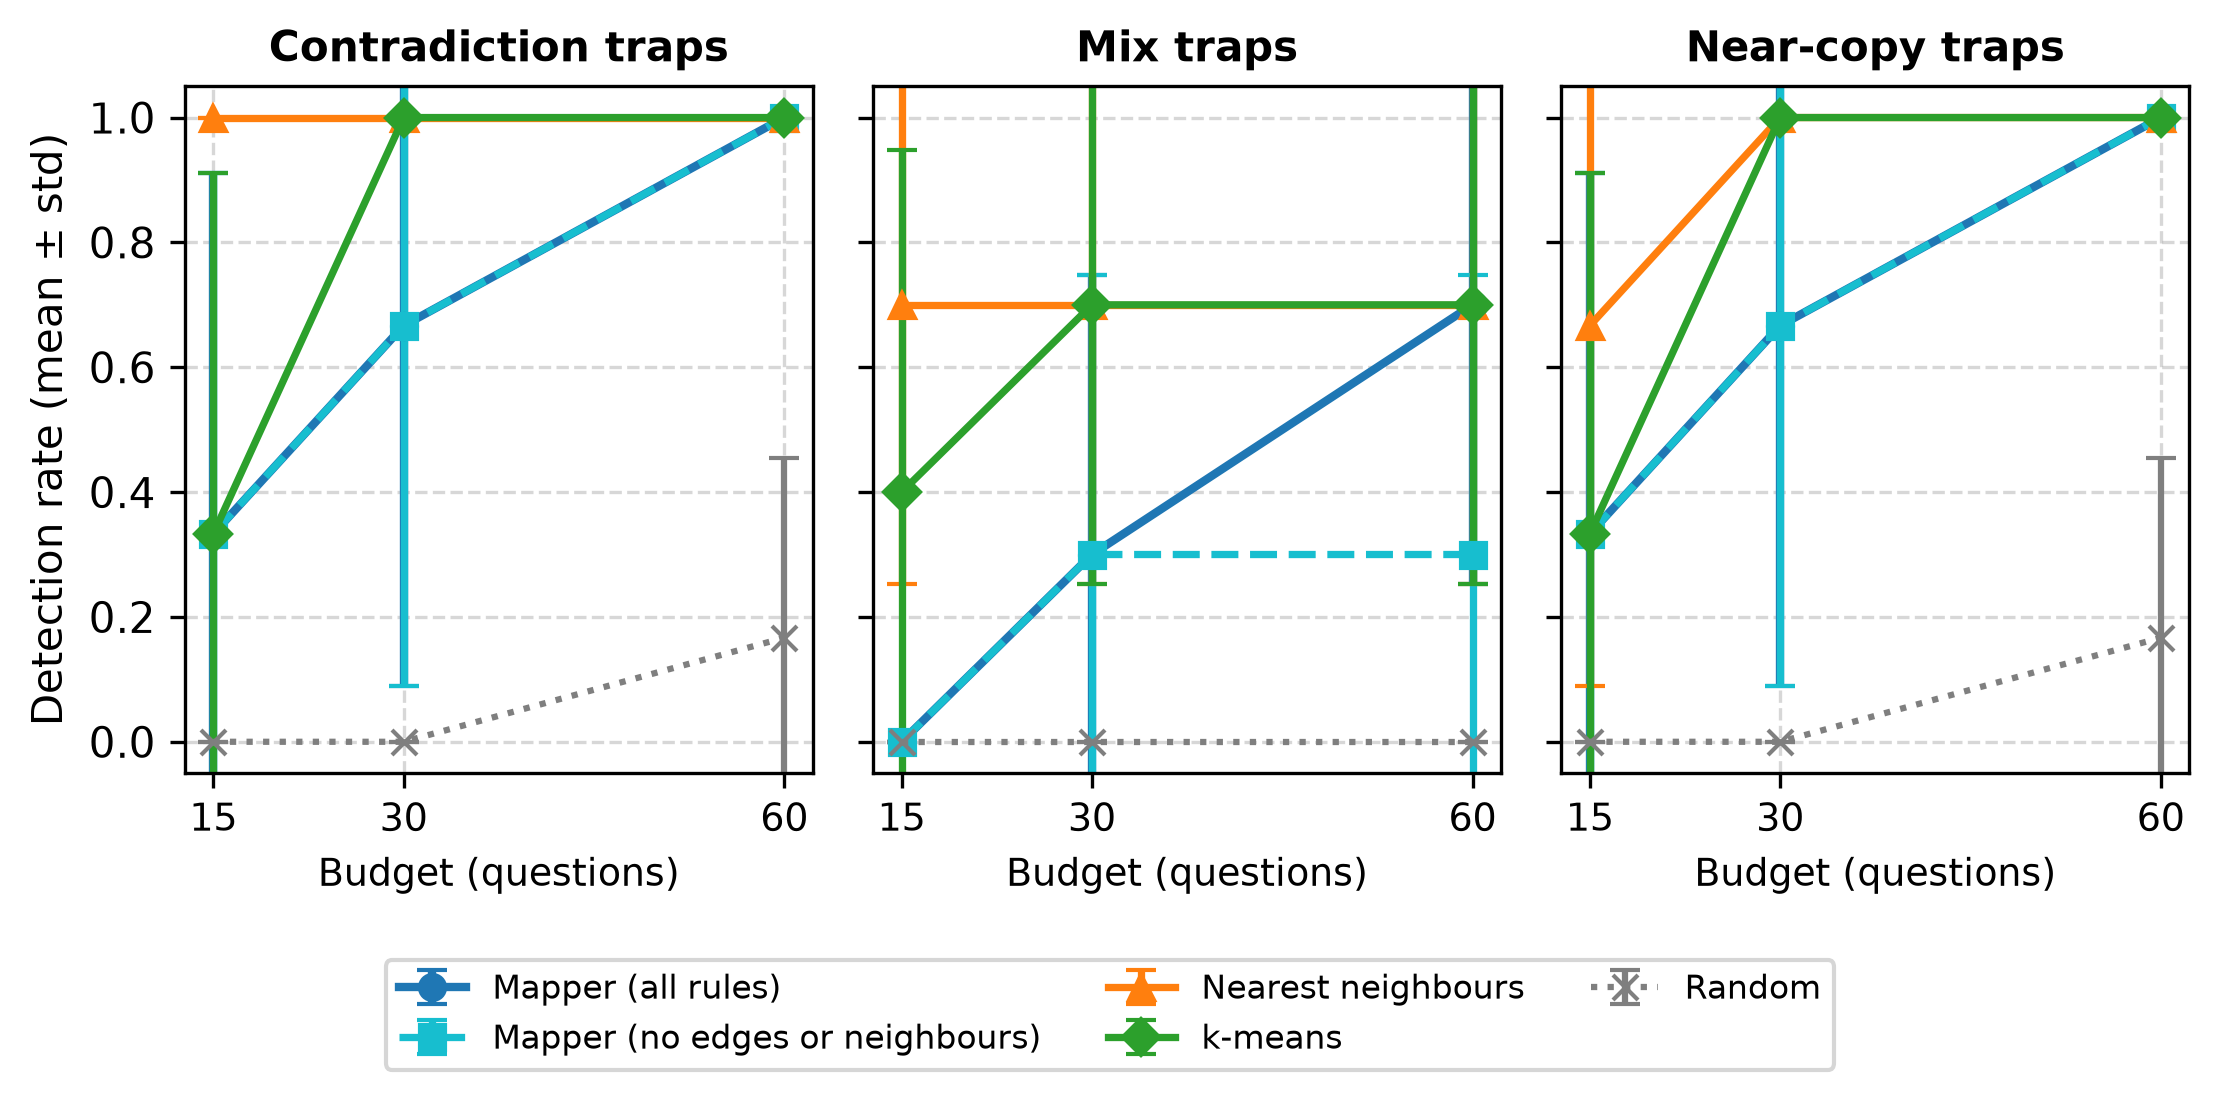 Contradiction traps
Mix traps
Near-copy traps
Detection rate (mean ± std)
1.0
0.8
0.6
0.4
0.2
0.0
15 30 60
15 30 60
15 30 60
Budget (questions)
Budget (questions)
Budget (questions)
Mapper (all rules)
Mapper (no edges or neighbours)
Nearest neighbours
k-means
Random